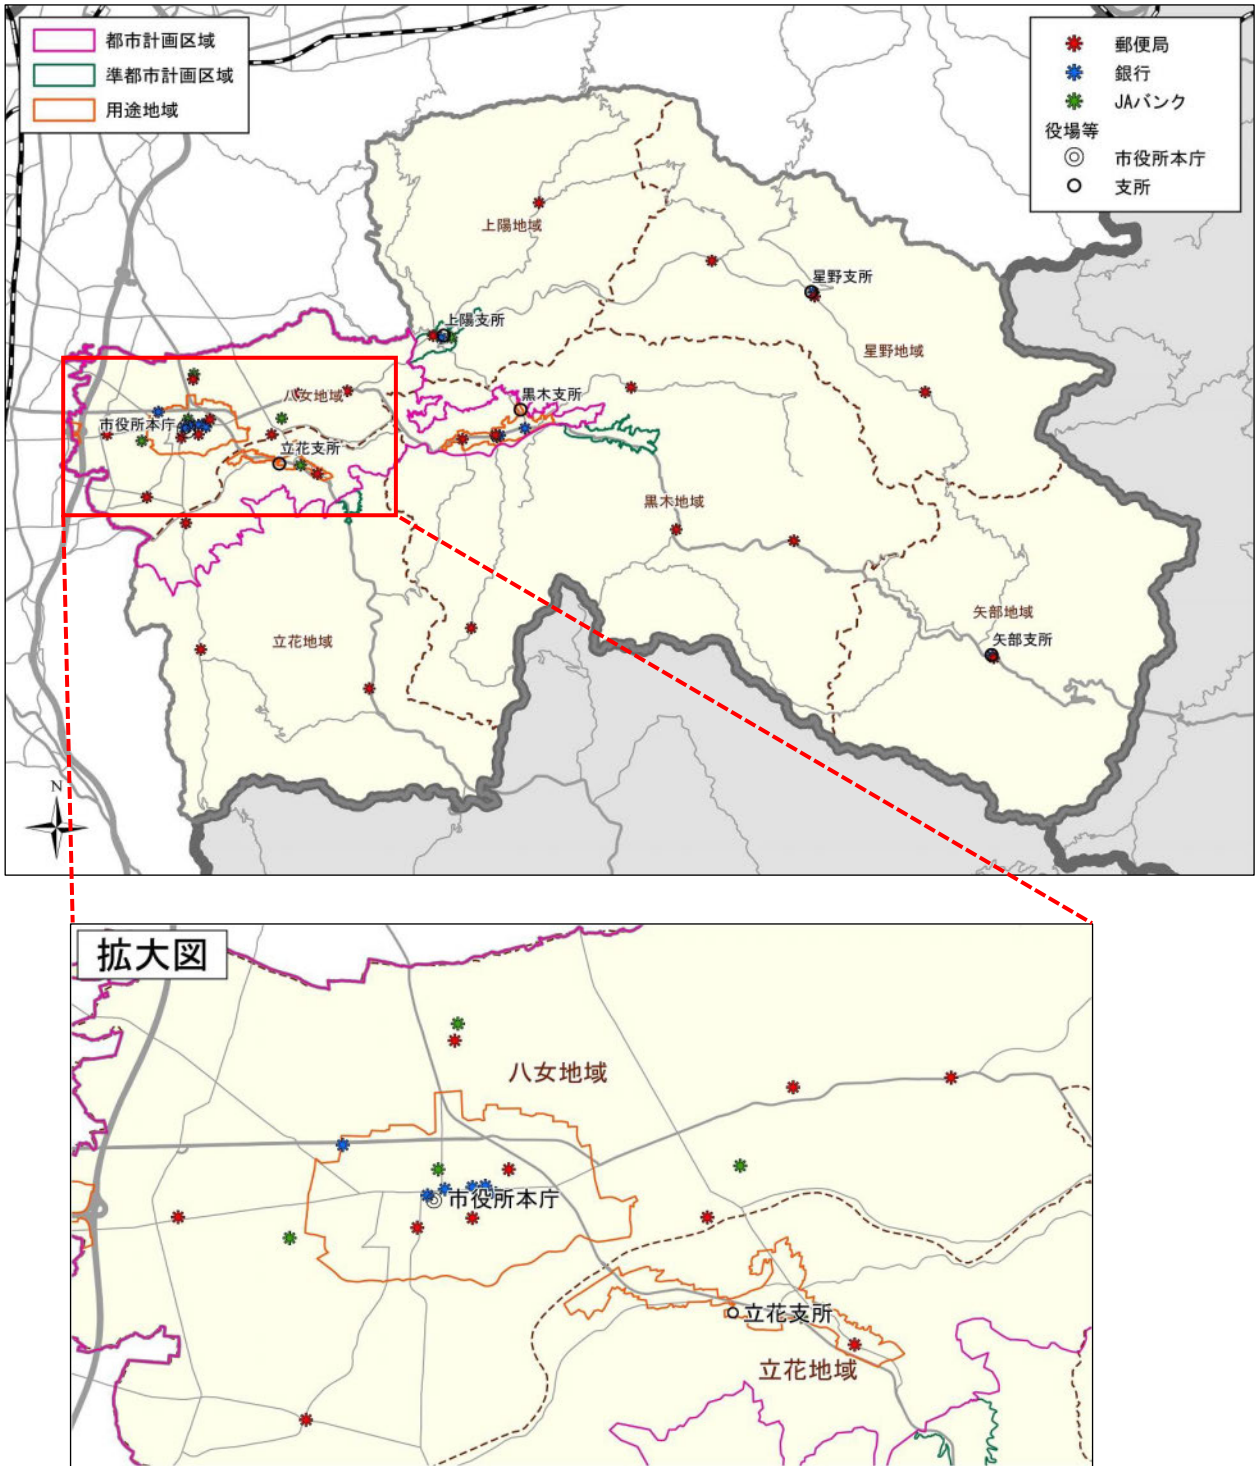 都市計画区域
準都市計画区域
用途地域
郵便局
銀行
JAバンク
役場等
市役所本庁
支所
上陽地域
星野支所
上陽支所
星野地域
黒木支所
八女地域
市役所本庁
立花支所
黒木地域
矢部地域
矢部支所
立花地域
N
拡大図
八女地域
市役所本庁
立花支所
立花地域